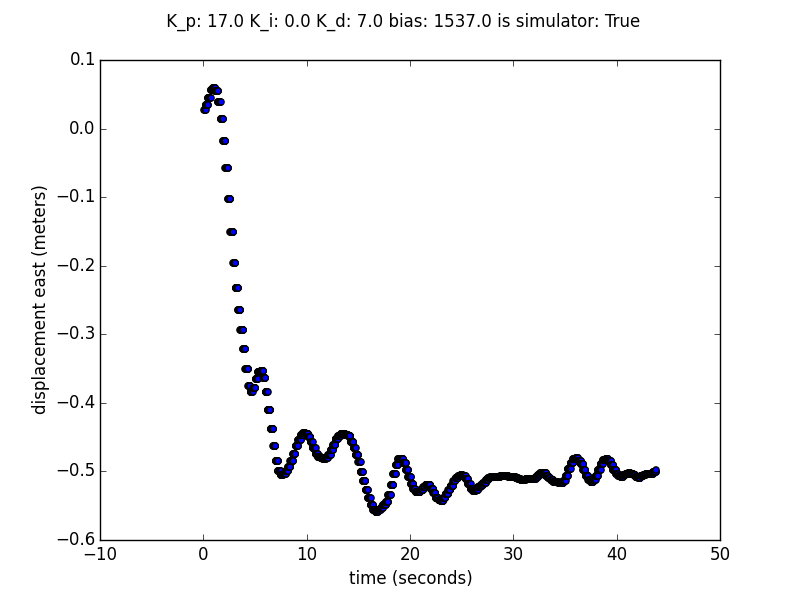 K_p: 17.0 K_i: 0.0 K_d: 7.0 bias: 1537.0 is simulator: True
0.1
0.0
−0.1
−0.2
−0.3
−0.4
−0.5
−0.6
displacement east (meters)
−10 0 10 20 30 40 50
time (seconds)